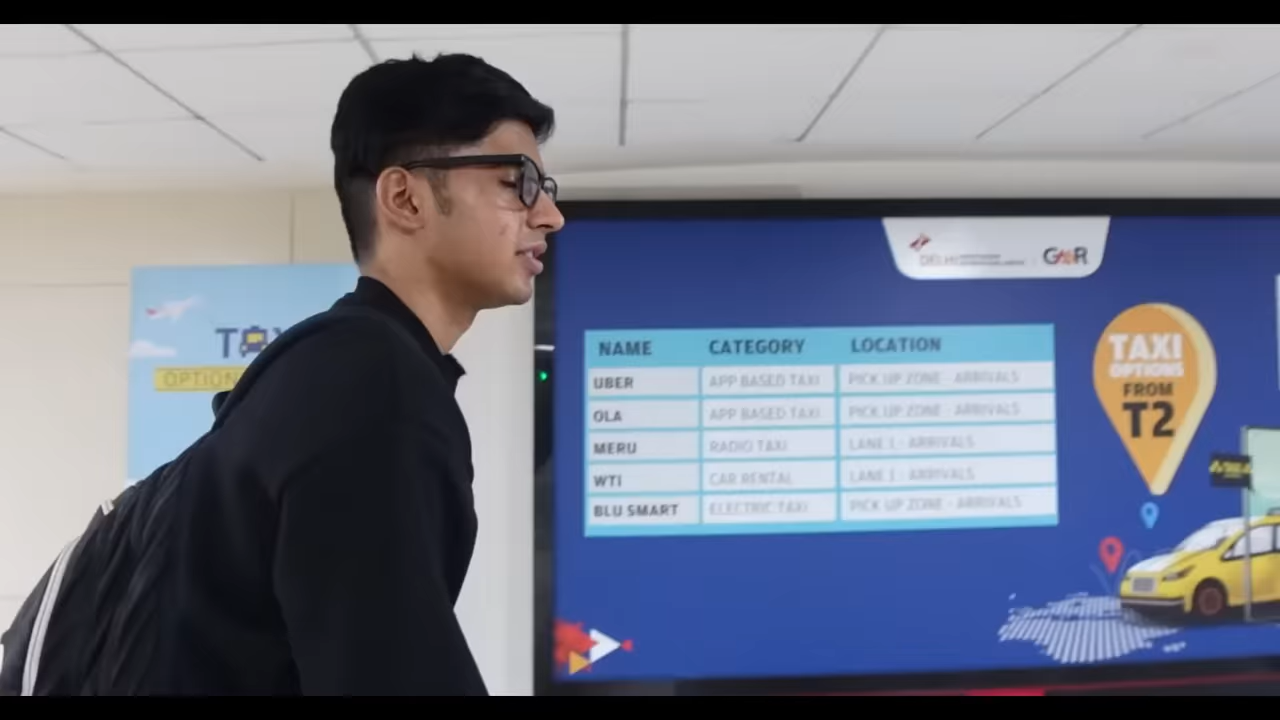 DELHI
GMR
NAME CATEGORY LOCATION
UBER APP BASED TAXI PICK UP ZONE - ARRIVALS
OLA APP BASED TAXI PICK UP ZONE - ARRIVALS
MERU RADIO TAXI LANE 1 - ARRIVALS
WTI CAR RENTAL LANE 1 - ARRIVALS
BLU SMART ELECTRIC TAXI PICK UP ZONE - ARRIVALS
TAXI
OPTIONS
FROM
T2